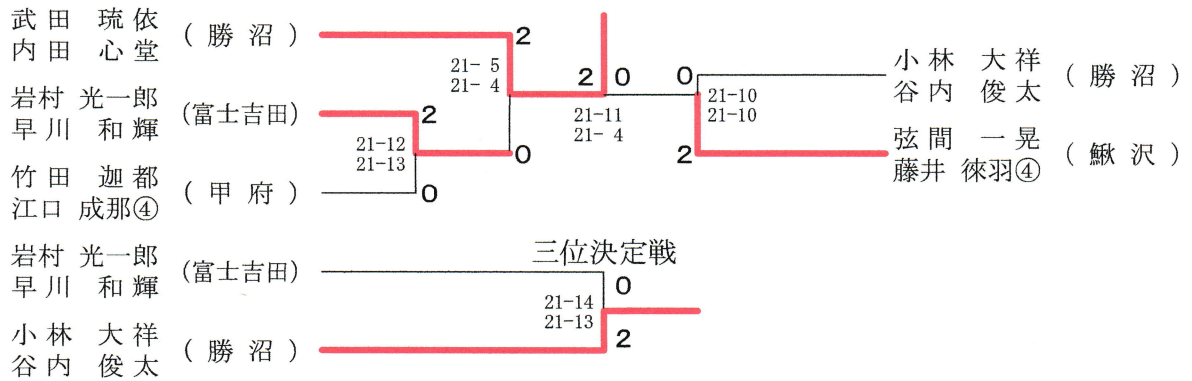 武田 琉依
内田 心堂
(勝沼)
2
21- 5
21- 4
岩村 光一郎
早川 和輝
(富士吉田)
2
21-12
21-13
0
竹田 迦都
江口 成那④
(甲府)
0
2 0
21-11
21- 4
0
小林 大祥
谷内 俊太
(勝沼)
21-10
21-10
2
弦間 一晃
藤井 徠羽④
(鰍沢)
三位決定戦
岩村 光一郎
早川 和輝
(富士吉田)
0
21-14
21-13
小林 大祥
谷内 俊太
(勝沼)
2